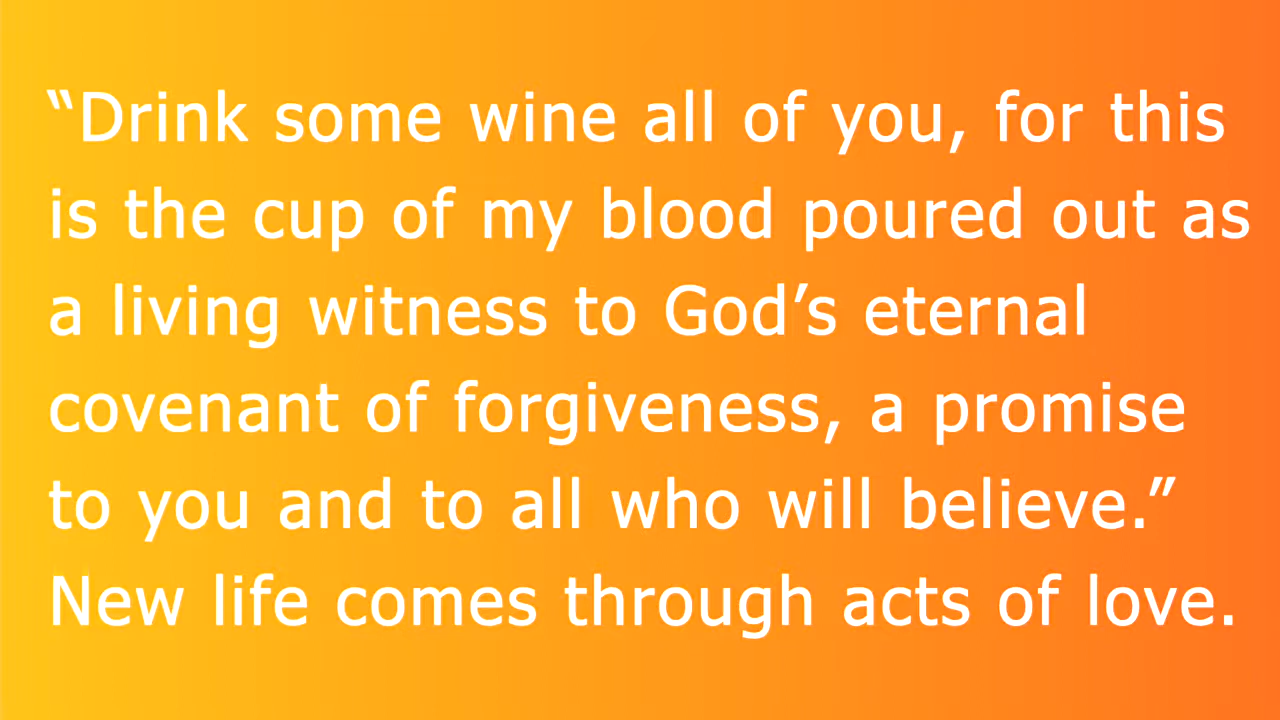 “Drink some wine all of you, for this
is the cup of my blood poured out as
a living witness to God’s eternal
covenant of forgiveness, a promise
to you and to all who will believe.”
New life comes through acts of love.